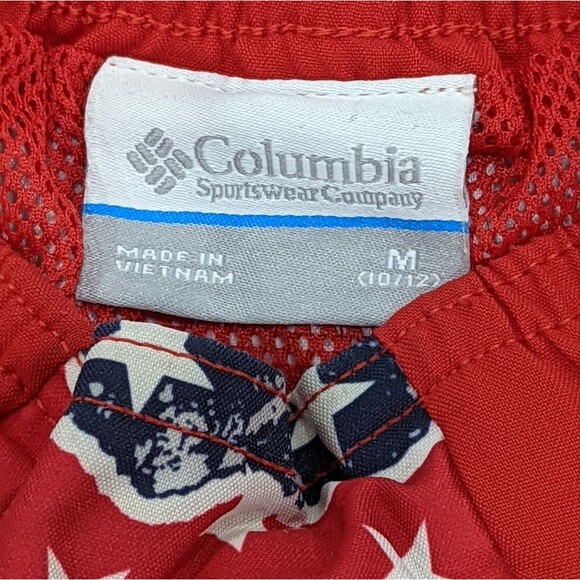 Columbia
Sportswear Company
MADE IN
VIETNAM
M
(10/12)